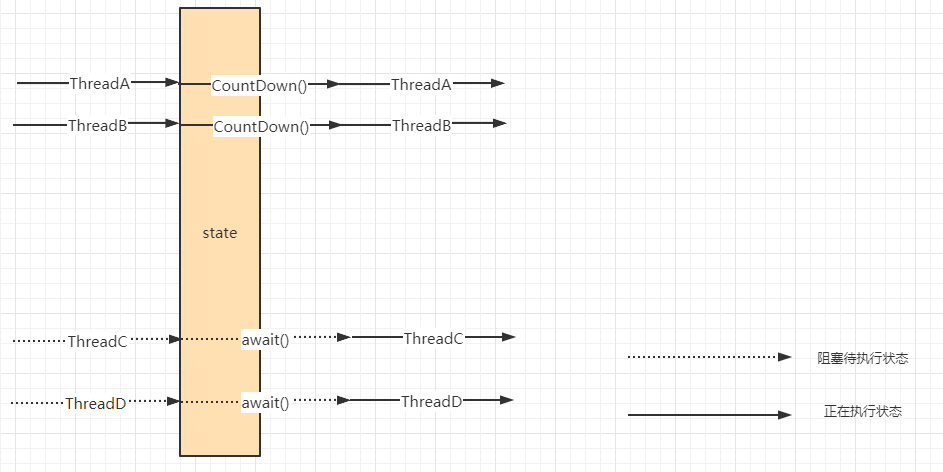 ThreadA CountDown() ThreadA
ThreadB CountDown() ThreadB
state
ThreadC await() ThreadC
阻塞待执行状态
ThreadD await() ThreadD
正在执行状态